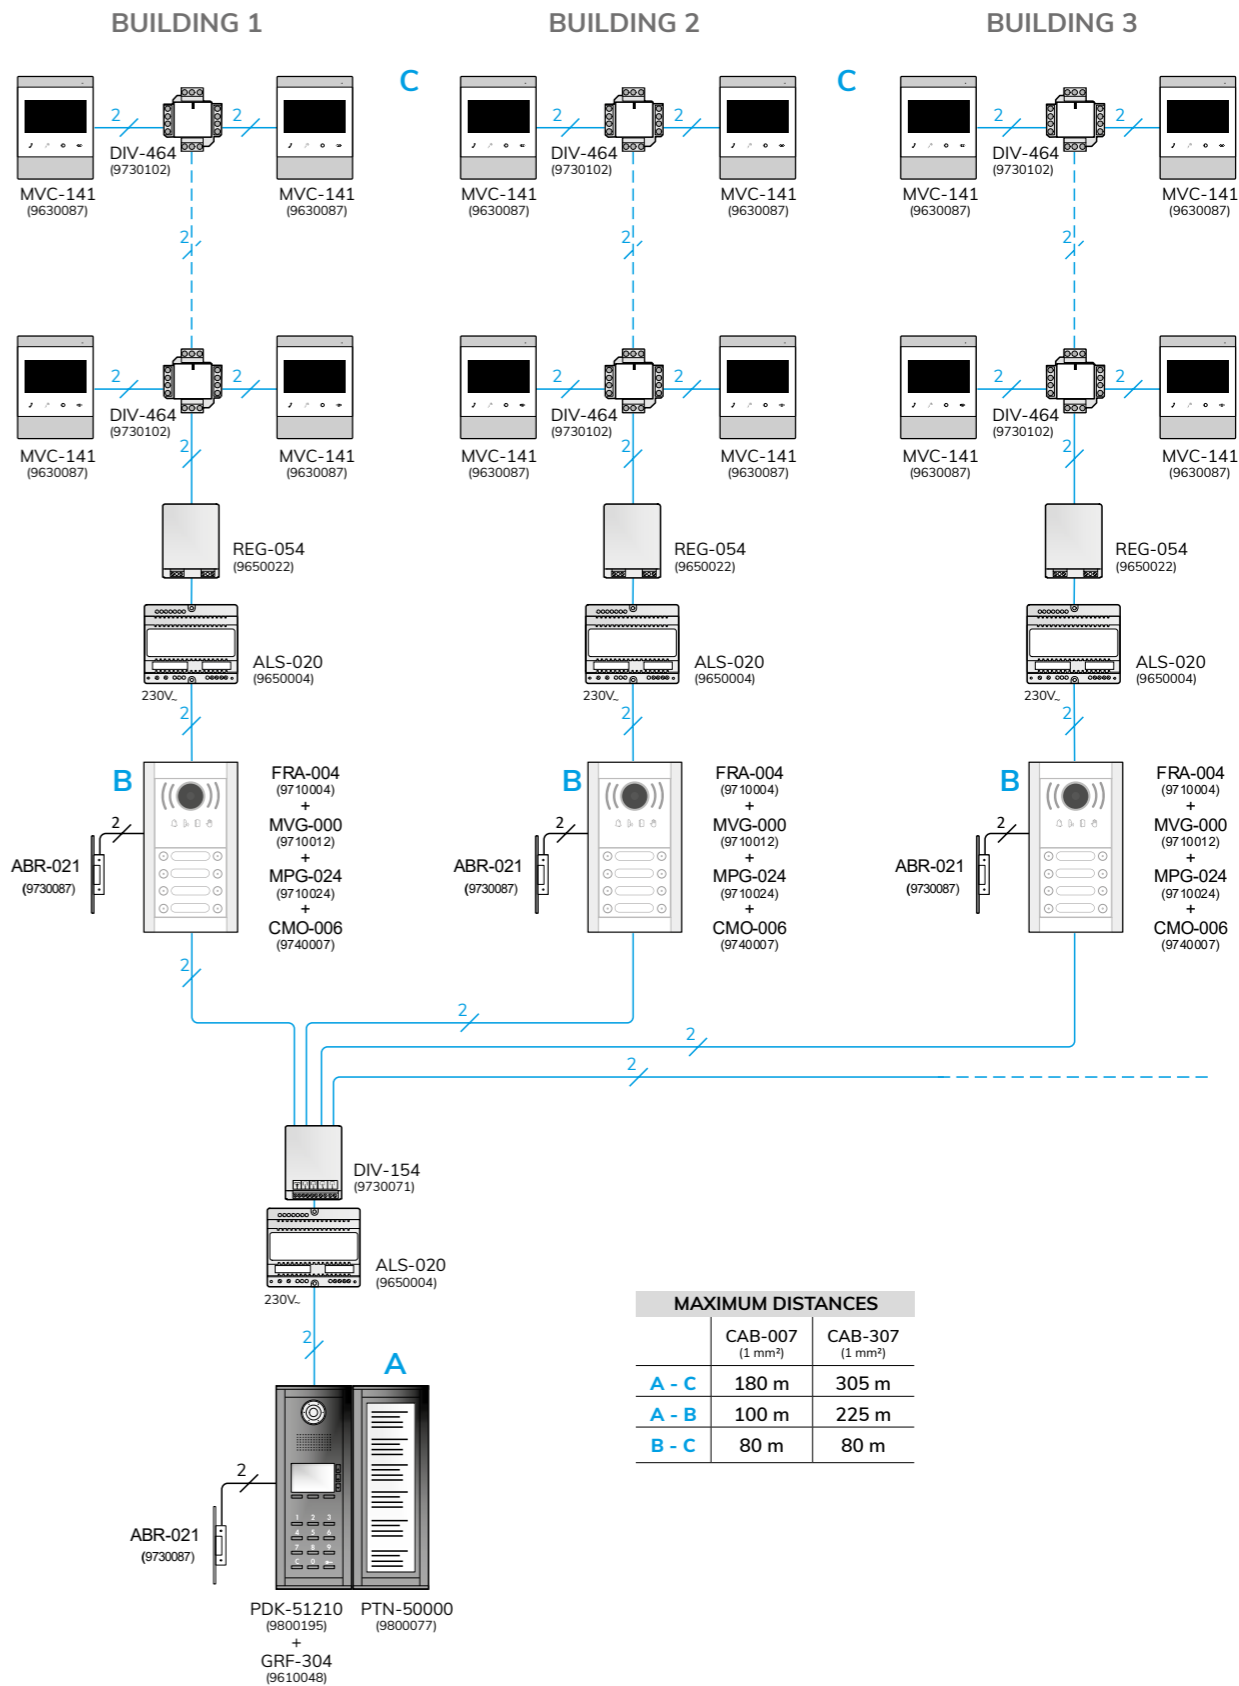 BUILDING 1 BUILDING 2 BUILDING 3
C C
2 2 2 2 2 2
DIV-464 DIV-464 DIV-464
(9730102) (9730102) (9730102)
MVC-141 MVC-141 MVC-141 MVC-141 MVC-141 MVC-141
(9630087) (9630087) (9630087) (9630087) (9630087) (9630087)
2 2 2
2 2 2 2 2 2
DIV-464 DIV-464 DIV-464
(9730102) (9730102) (9730102)
MVC-141 MVC-141 MVC-141 MVC-141 MVC-141 MVC-141
(9630087) (9630087) (9630087) (9630087) (9630087) (9630087)
2 2 2
REG-054 REG-054 REG-054
(9650022) (9650022) (9650022)
ALS-020 ALS-020 ALS-020
(9650004) (9650004) (9650004)
230V~ 230V~ 230V~
2 2 2
B B B
FRA-004 FRA-004 FRA-004
(9710004) (9710004) (9710004)
+ + +
2 MVG-000 2 MVG-000 2 MVG-000
(9710012) (9710012) (9710012)
+ + +
ABR-021 MPG-024 ABR-021 MPG-024 ABR-021 MPG-024
(9730087) (9710024) (9730087) (9710024) (9730087) (9710024)
+ + +
CMO-006 CMO-006 CMO-006
(9740007) (9740007) (9740007)
2
2
2
2
DIV-154
(9730071)
ALS-020
(9650004)
230V~
2
A
MAXIMUM DISTANCES
CAB-007 CAB-307
(1 mm²) (1 mm²)
A - C 180 m 305 m
A - B 100 m 225 m
B - C 80 m 80 m
2
1 2 3
4 5 6
7 8 9
C 0
ABR-021
(9730087)
PDK-51210 PTN-50000
(9800195) (9800077)
+
GRF-304
(9610048)